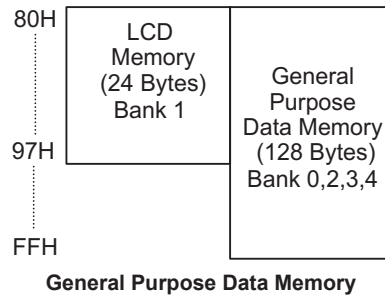 80H
LCD
Memory
(24 Bytes)
Bank 1
97H
FFH
General
Purpose
Data Memory
(128 Bytes)
Bank 0,2,3,4
General Purpose Data Memory